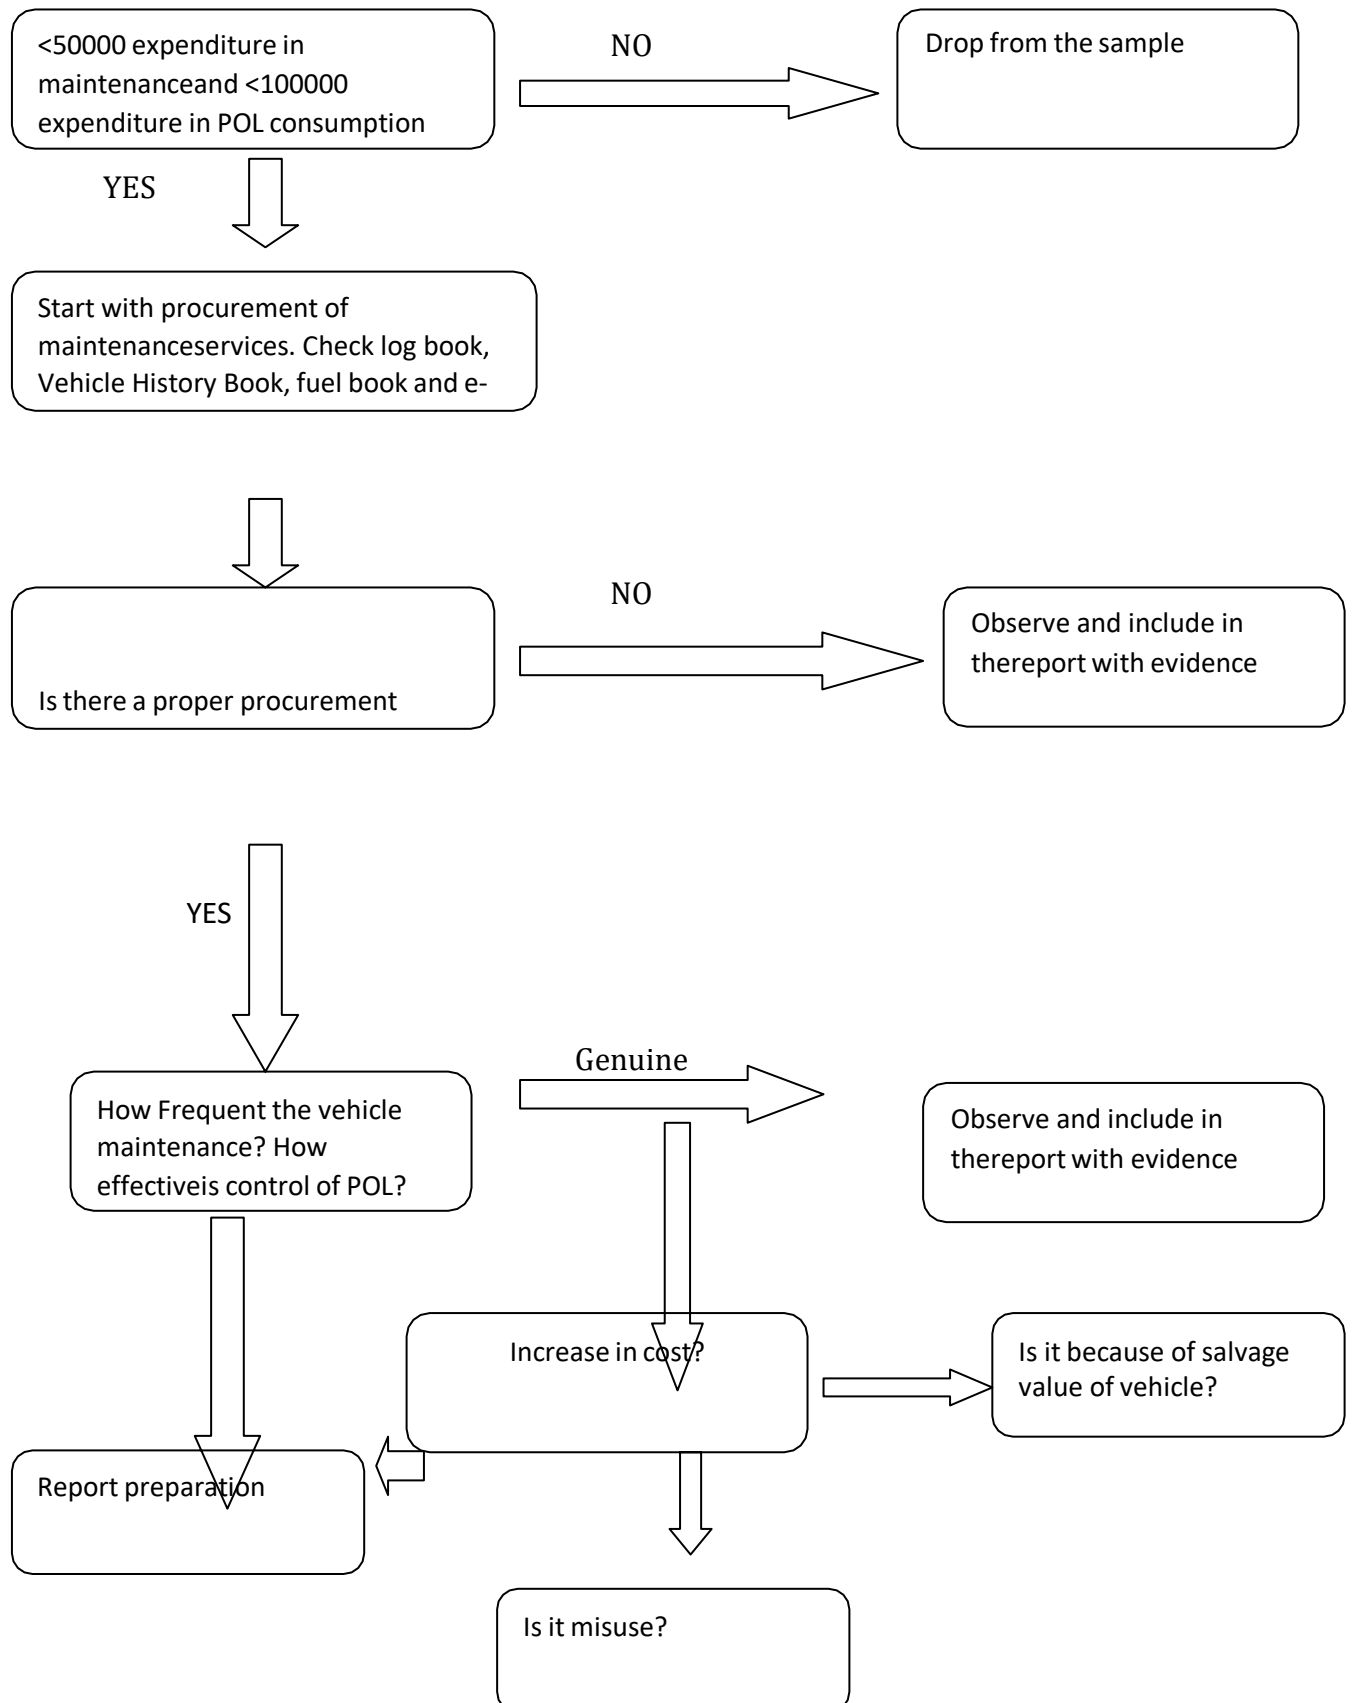 <50000 expenditure in
maintenanceand <100000
expenditure in POL consumption
NO
Drop from the sample
YES
Start with procurement of
maintenanceservices. Check log book,
Vehicle History Book, fuel book and e-
Is there a proper procurement
NO
Observe and include in
thereport with evidence
YES
How Frequent the vehicle
maintenance? How
effectiveis control of POL?
Genuine
Observe and include in
thereport with evidence
Increase in cost?
Is it because of salvage
value of vehicle?
Report preparation
Is it misuse?